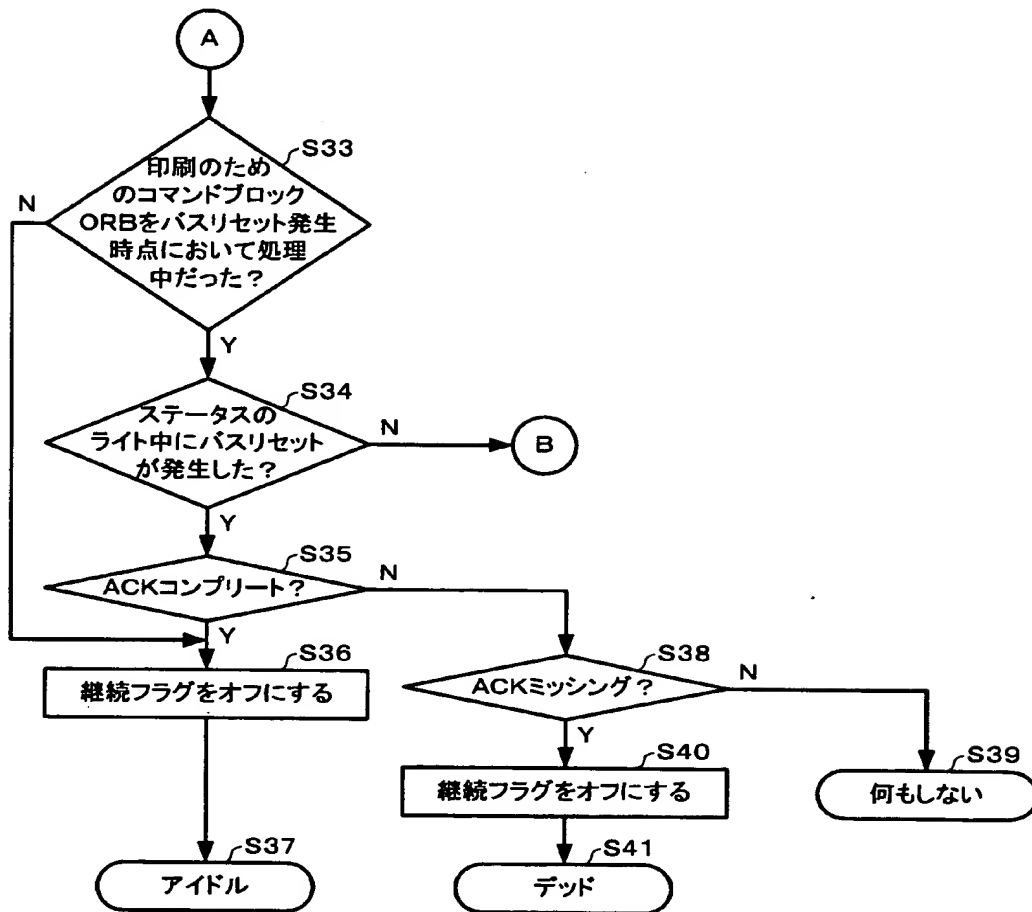 A
S33
印刷のため
のコマンドブロック
ORBをバスリセット発生
時点において処理
中だった？
N
Y
S34
ステータスの
ライト中にバスリセット
が発生した？
N
B
Y
S35
ACKコンプリート？
N
Y
S36
継続フラグをオフにする
S38
ACKミッシング？
N
Y
S40
継続フラグをオフにする
S39
何もしない
S37
アイドル
S41
デッド